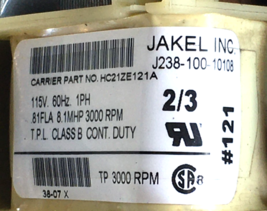 JAKEL INC
J238-100-10108
CARRIER PART NO. HC21ZE121A
115V. 60Hz. 1PH
.81FLA 8.1MHP 3000 RPM
T.P.L. CLASS B CONT. DUTY
2/3
#121
TP 3000 RPM
38-07 X